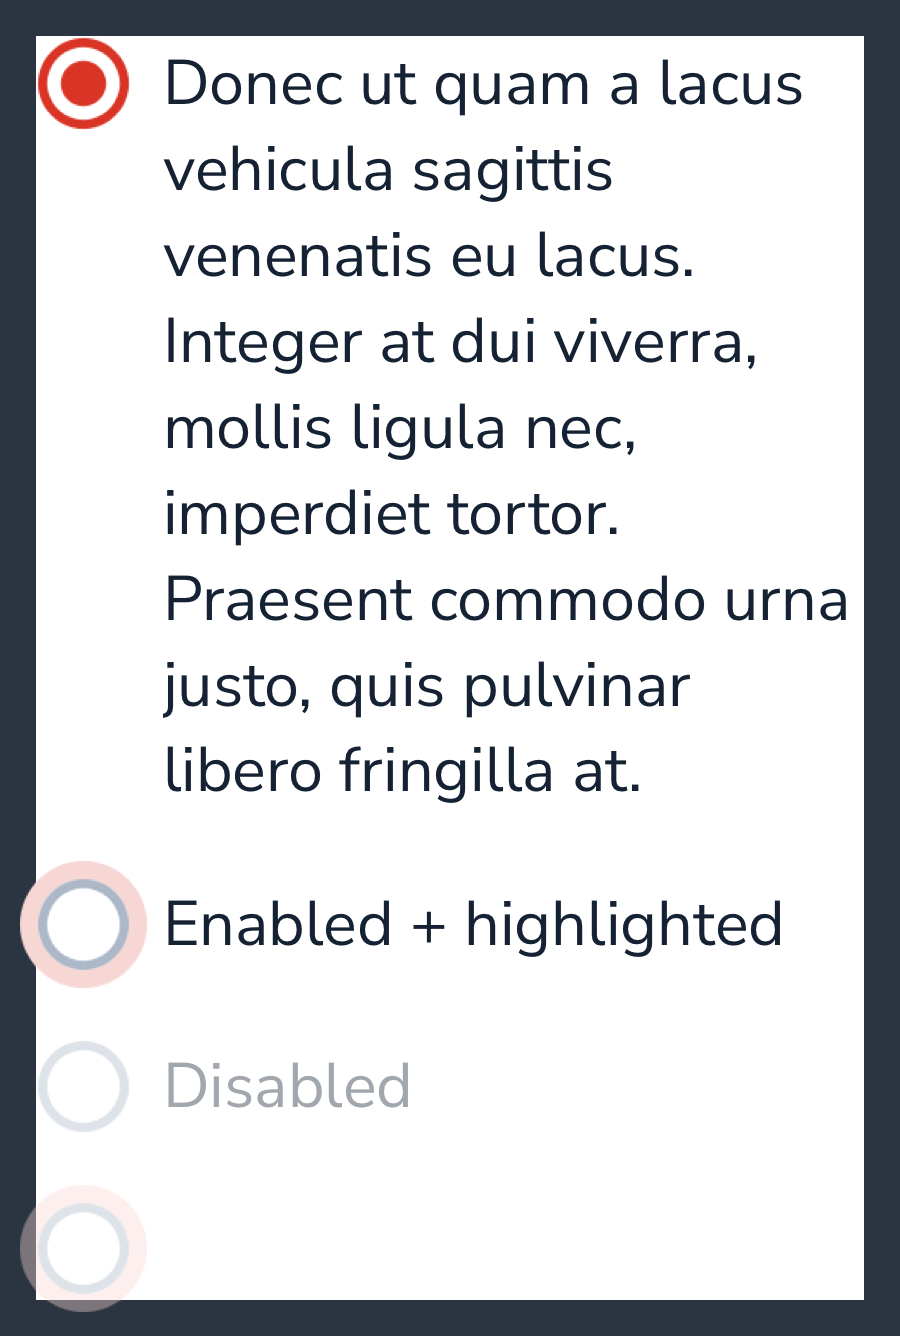 Donec ut quam a lacus
vehicula sagittis
venenatis eu lacus.
Integer at dui viverra,
mollis ligula nec,
imperdiet tortor.
Praesent commodo urna
justo, quis pulvinar
libero fringilla at.
Enabled + highlighted
Disabled